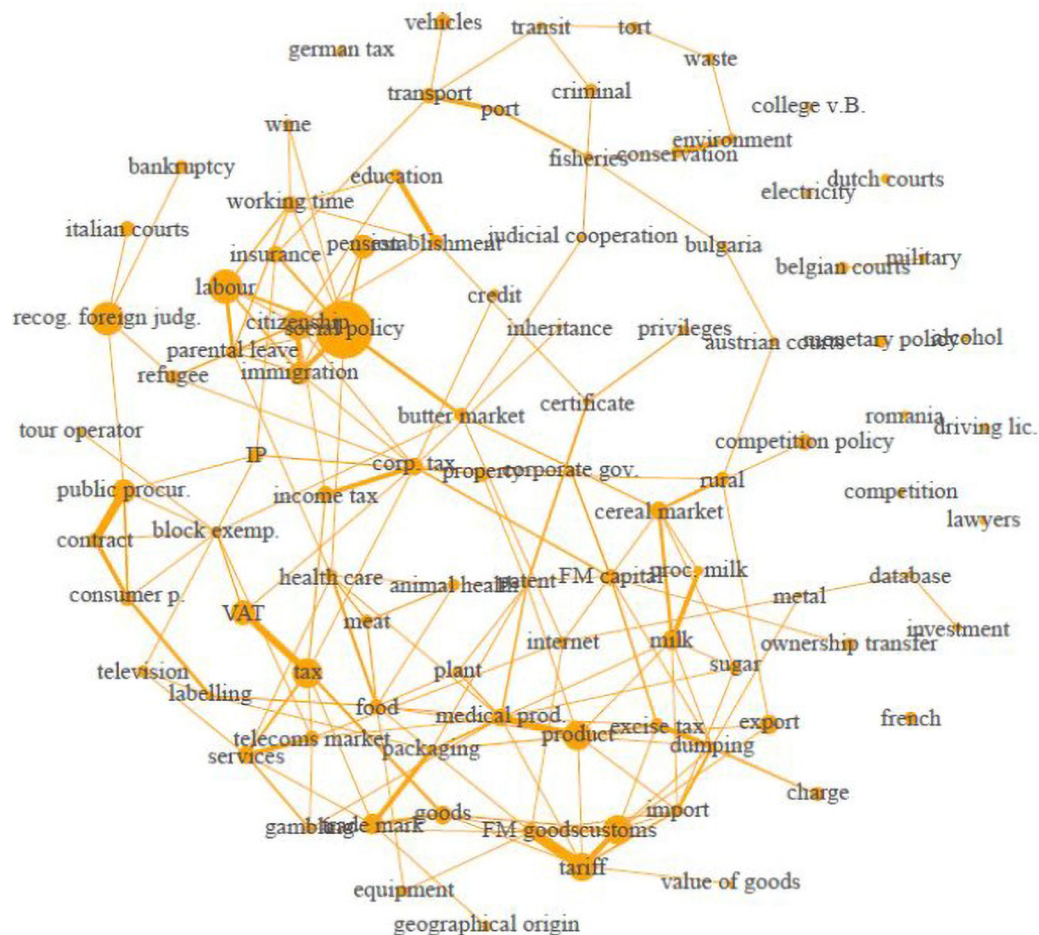 vehicles
transit
tort
german tax
waste
transport
port
criminal
college v.B.
wine
environment
conservation
fisheries
bankruptcy
education
dutch courts
electricity
working time
italian courts
pension
establishment
judicial cooperation
bulgaria
insurance
military
belgian courts
labour
credit
recog. foreign judg.
citizenship
social policy
inheritance
privileges
austrian courts
monetary policy
alcohol
parental leave
refugee
immigration
certificate
butter market
romania
driving lic.
tour operator
competition policy
IP
corp. tax
property
corporate gov.
rural
public procur.
income tax
competition
cereal market
lawyers
contract
block exemp.
health care
animal health
patent
FM capital
proc. milk
database
consumer p.
metal
VAT
meat
internet
milk
ownership transfer
investment
television
tax
plant
sugar
labelling
food
medical prod.
product
excise tax
export
french
telecoms market
services
packaging
dumping
charge
gambling
trade mark
goods
FM goods
customs
import
tariff
value of goods
equipment
geographical origin